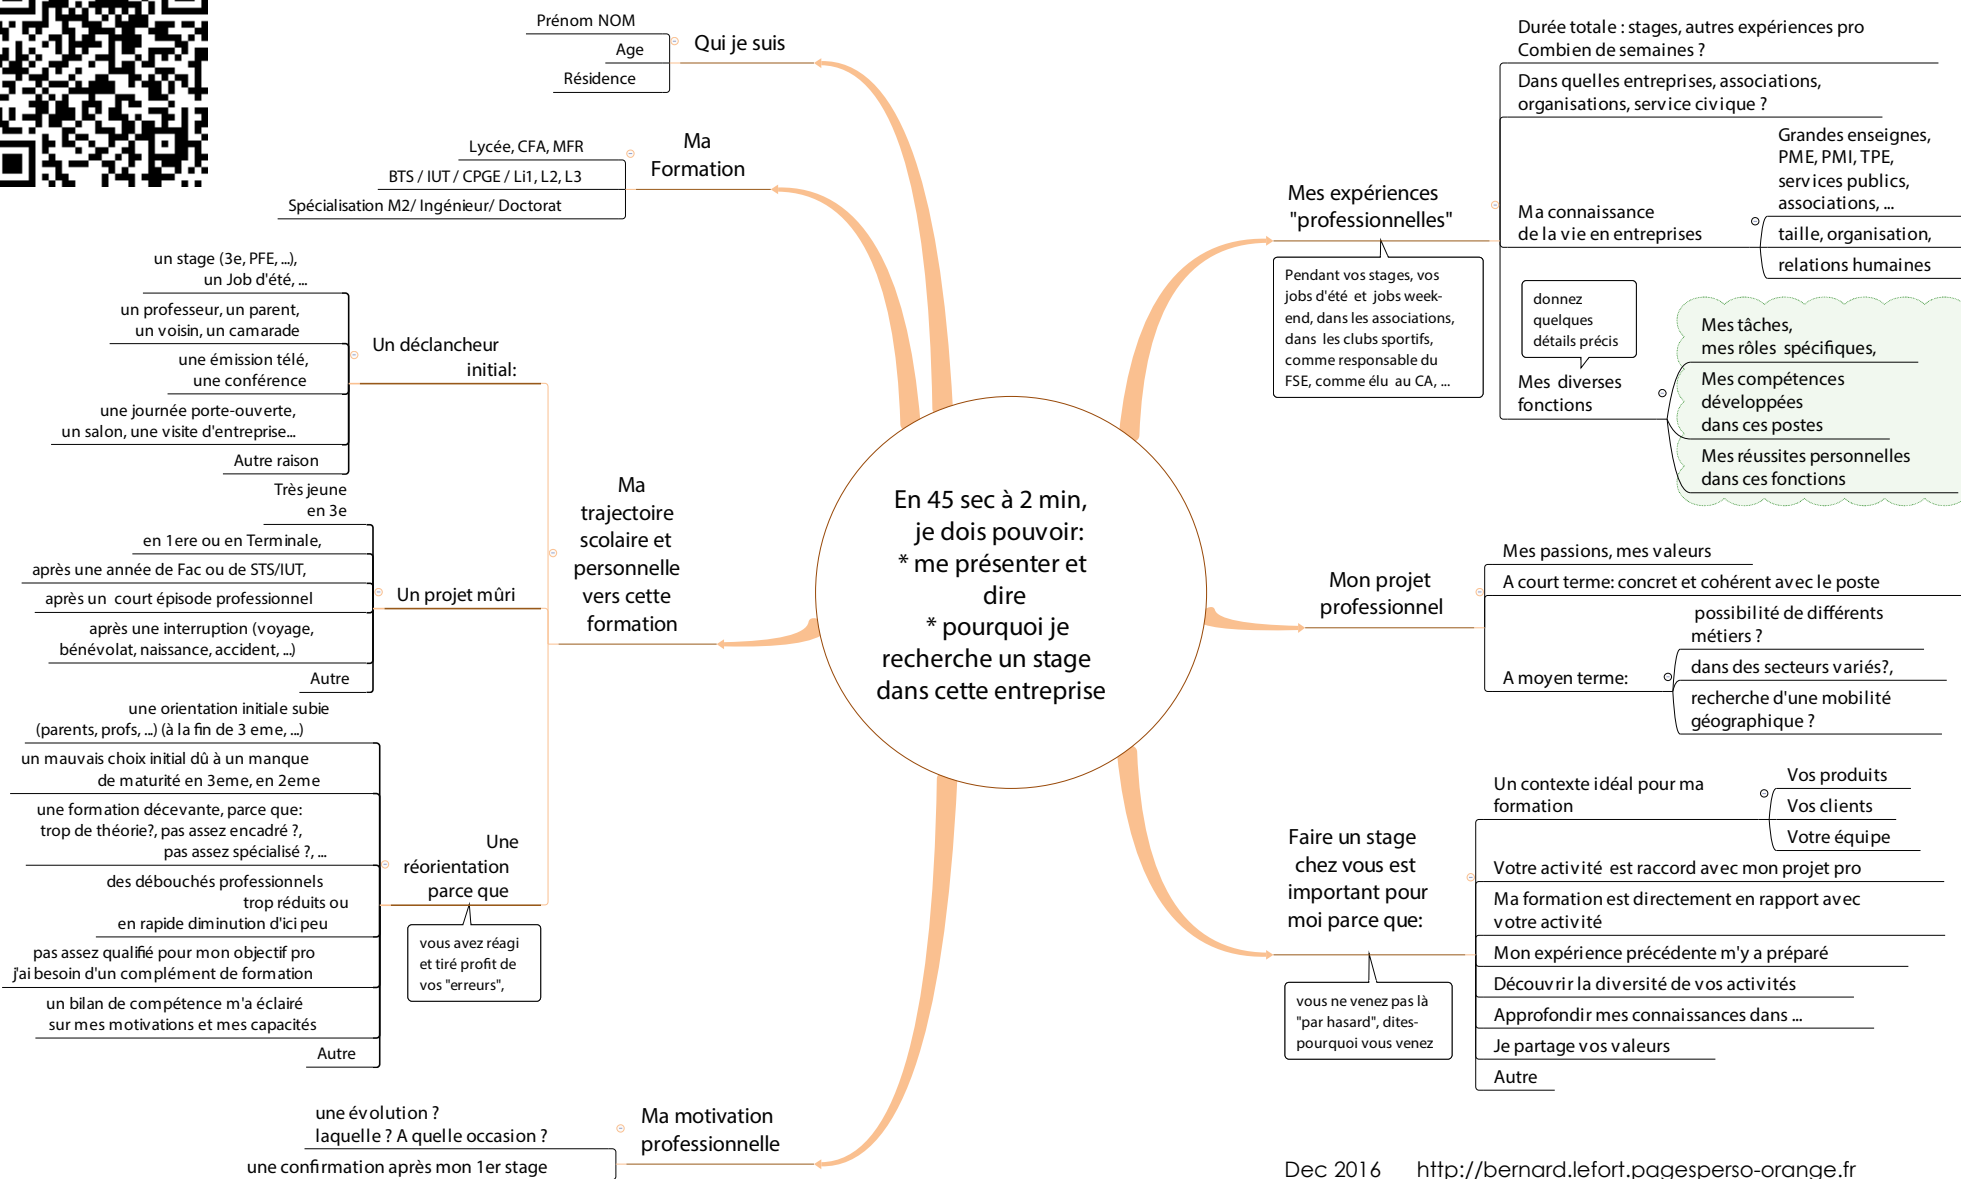 Prénom NOM
Age
Résidence
Qui je suis
Lycée, CFA, MFR
BTS / IUT / CPGE / Li1, L2, L3
Spécialisation M2/ Ingénieur/ Doctorat
Ma
Formation
un stage (3e, PFE, ...),
un Job d'été, ...
un professeur, un parent,
un voisin, un camarade
une émission télé,
une conférence
une journée porte-ouverte,
un salon, une visite d'entreprise...
Autre raison
Un déclancheur
initial:
Très jeune
en 3e
en 1ere ou en Terminale,
après une année de Fac ou de STS/IUT,
après un court épisode professionnel
après une interruption (voyage,
bénévolat, naissance, accident, ...)
Autre
Un projet mûri
une orientation initiale subie
(parents, profs, ...) (à la fin de 3 eme, ...)
un mauvais choix initial dû à un manque
de maturité en 3eme, en 2eme
une formation décevante, parce que:
trop de théorie?, pas assez encadré ?,
pas assez spécialisé ?, ...
des débouchés professionnels
trop réduits ou
en rapide diminution d'ici peu
pas assez qualifié pour mon objectif pro
j'ai besoin d'un complément de formation
un bilan de compétence m'a éclairé
sur mes motivations et mes capacités
Autre
Une
réorientation
parce que
vous avez réagi
et tiré profit de
vos "erreurs",
Ma
trajectoire
scolaire et
personnelle
vers cette
formation
une évolution ?
laquelle ? A quelle occasion ?
une confirmation après mon 1er stage
Ma motivation
professionnelle
En 45 sec à 2 min,
je dois pouvoir:
* me présenter et
dire
* pourquoi je
recherche un stage
dans cette entreprise
Mes expériences
"professionnelles"
Pendant vos stages, vos
jobs d'été et jobs week-
end, dans les associations,
dans les clubs sportifs,
comme responsable du
FSE, comme élu au CA, ...
Durée totale : stages, autres expériences pro
Combien de semaines ?
Dans quelles entreprises, associations,
organisations, service civique ?
Ma connaissance
de la vie en entreprises
Grandes enseignes,
PME, PMI, TPE,
services publics,
associations, ...
taille, organisation,
relations humaines
donnez
quelques
détails précis
Mes diverses
fonctions
Mes tâches,
mes rôles spécifiques,
Mes compétences
développées
dans ces postes
Mes réussites personnelles
dans ces fonctions
Mon projet
professionnel
Mes passions, mes valeurs
A court terme: concret et cohérent avec le poste
A moyen terme:
possibilité de différents
métiers ?
dans des secteurs variés?,
recherche d'une mobilité
géographique ?
Faire un stage
chez vous est
important pour
moi parce que:
vous ne venez pas là
"par hasard", dites-
pourquoi vous venez
Un contexte idéal pour ma
formation
Vos produits
Vos clients
Votre équipe
Votre activité est raccord avec mon projet pro
Ma formation est directement en rapport avec
votre activité
Mon expérience précédente m'y a préparé
Découvrir la diversité de vos activités
Approfondir mes connaissances dans ...
Je partage vos valeurs
Autre
Dec 2016 http://bernard.lefort.pagesperso-orange.fr